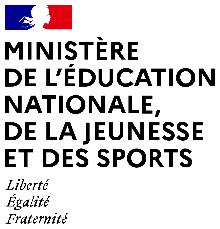 MINISTÈRE
DE L'ÉDUCATION
NATIONALE,
DE LA JEUNESSE
ET DES SPORTS
Liberté
Égalité
Fraternité